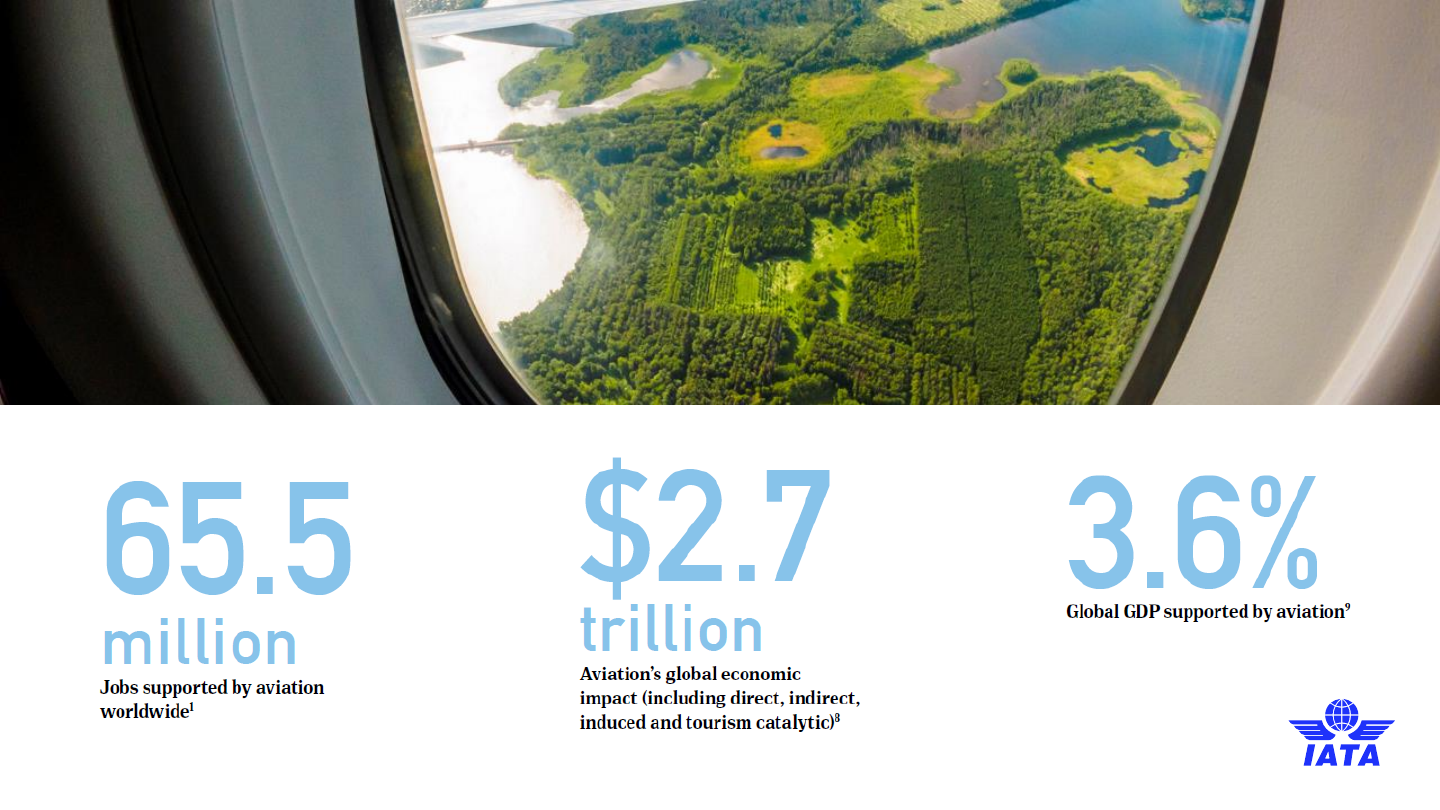 65.5
million
Jobs supported by aviation
worldwide¹
$2.7
trillion
Aviation’s global economic
impact (including direct, indirect,
induced and tourism catalytic)⁸
3.6%
Global GDP supported by aviation⁹
IATA